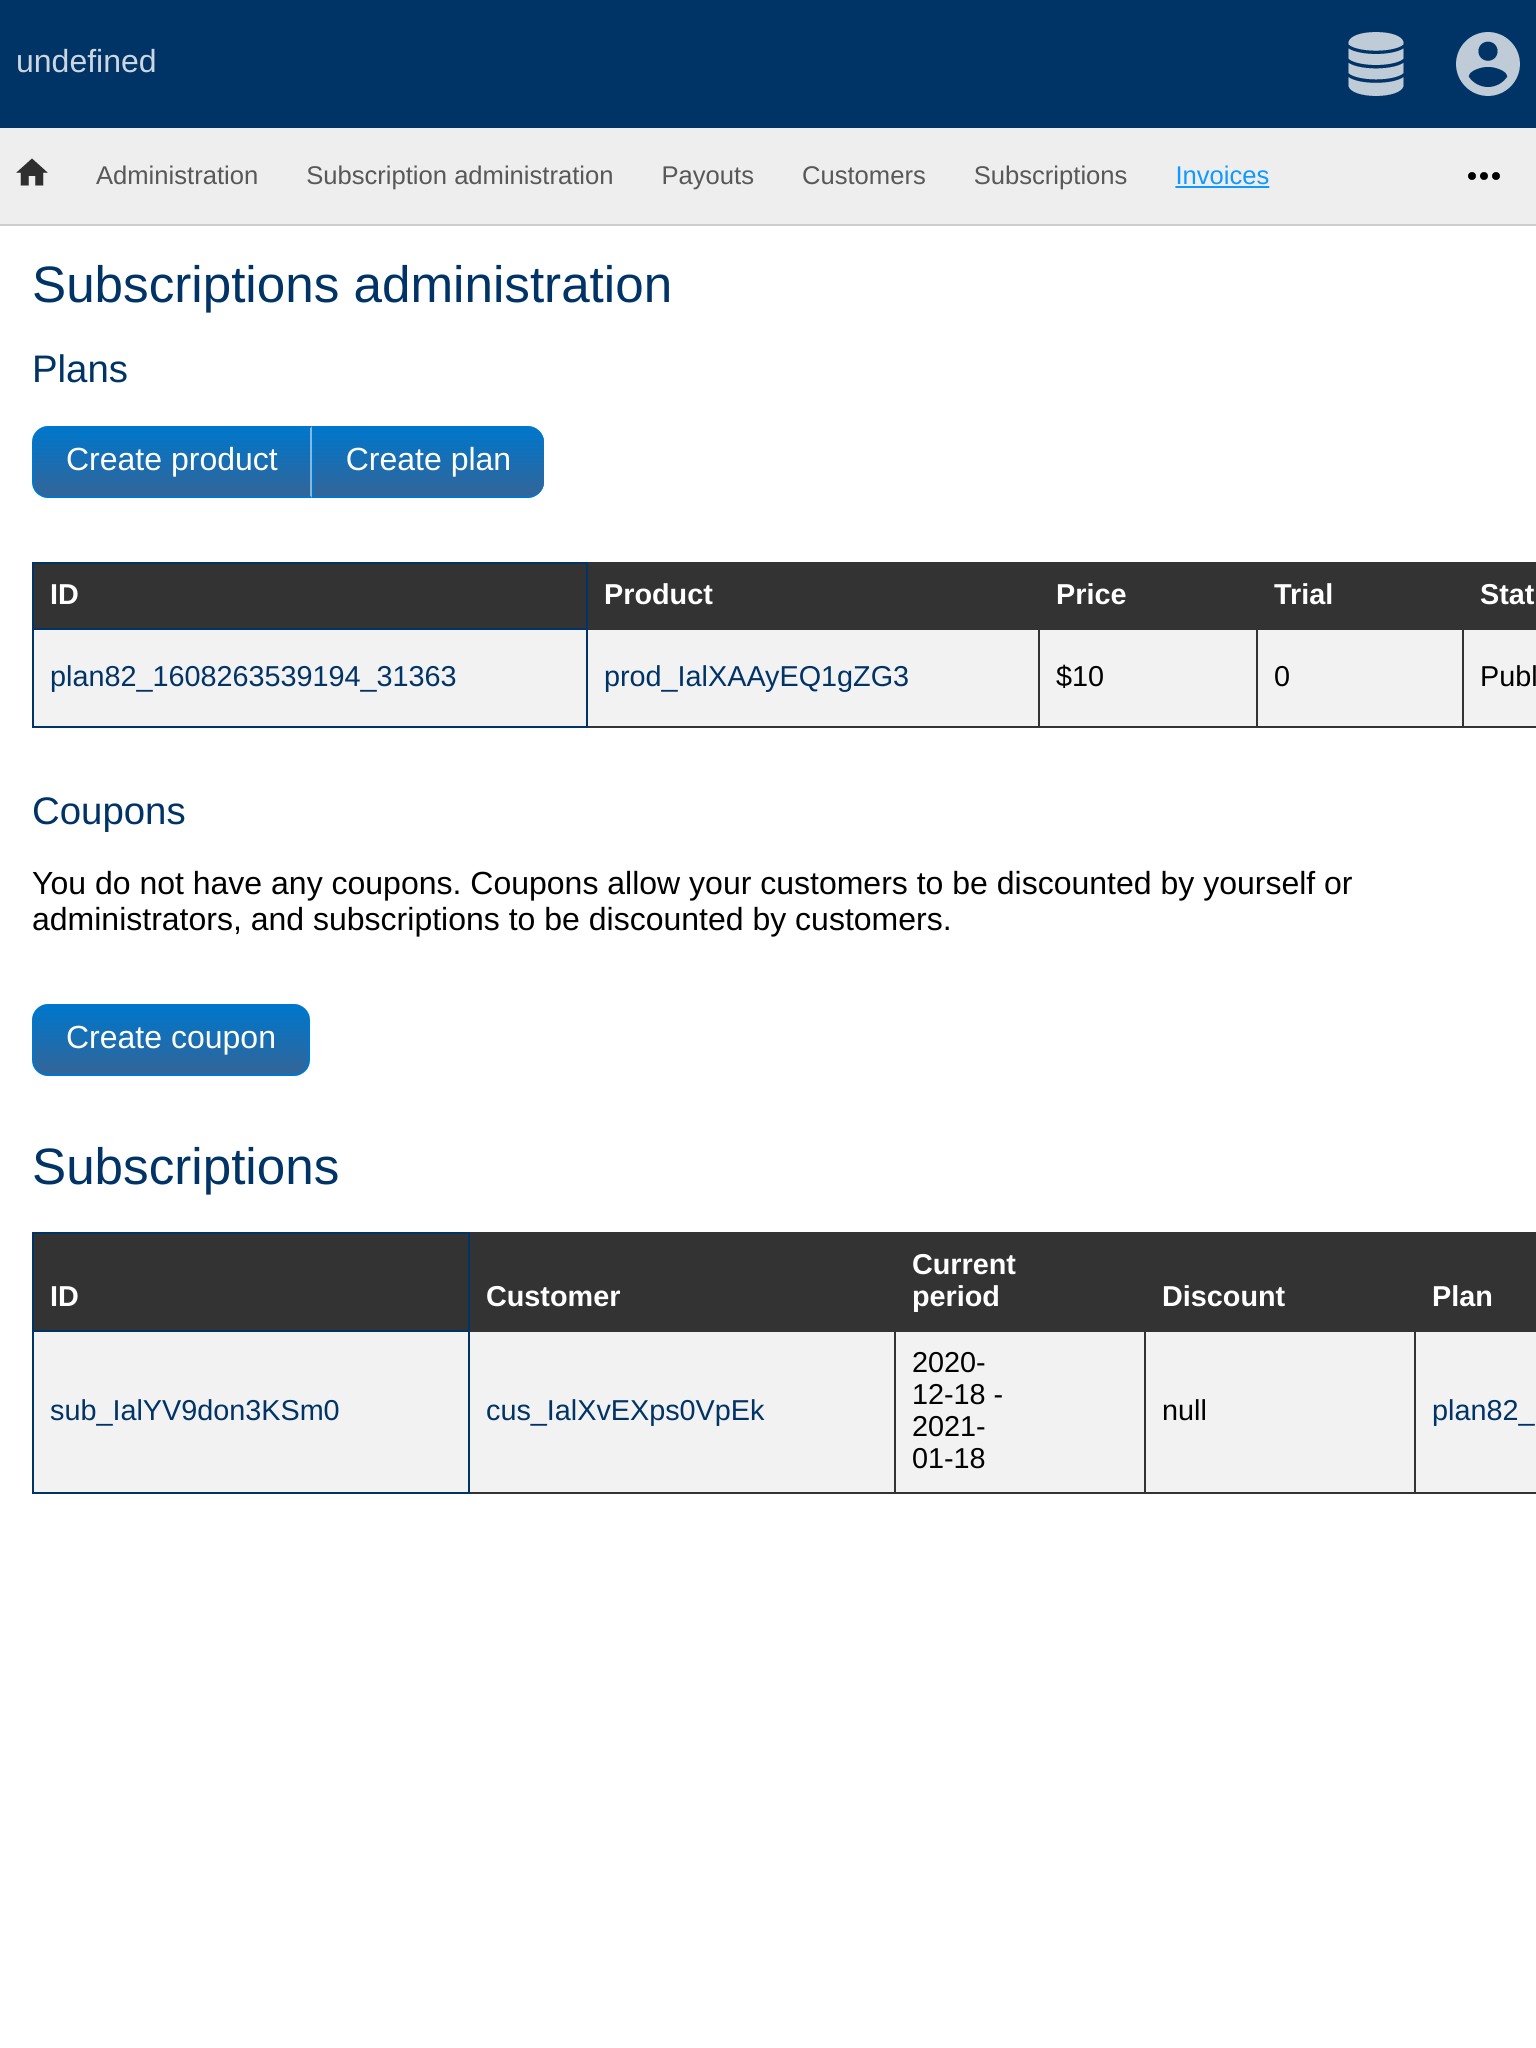 undefined
Administration Subscription administration Payouts Customers Subscriptions Invoices
Subscriptions administration
Plans
Create product Create plan
ID Product Price Trial Stat
plan82_1608263539194_31363 prod_IalXAAyEQ1gZG3 $10 0 Publ
Coupons
You do not have any coupons. Coupons allow your customers to be discounted by yourself or
administrators, and subscriptions to be discounted by customers.
Create coupon
Subscriptions
ID Customer Current period Discount Plan
sub_IalYV9don3KSm0 cus_IalXvEXps0VpEk 2020-12-18 - 2021-01-18 null plan82_